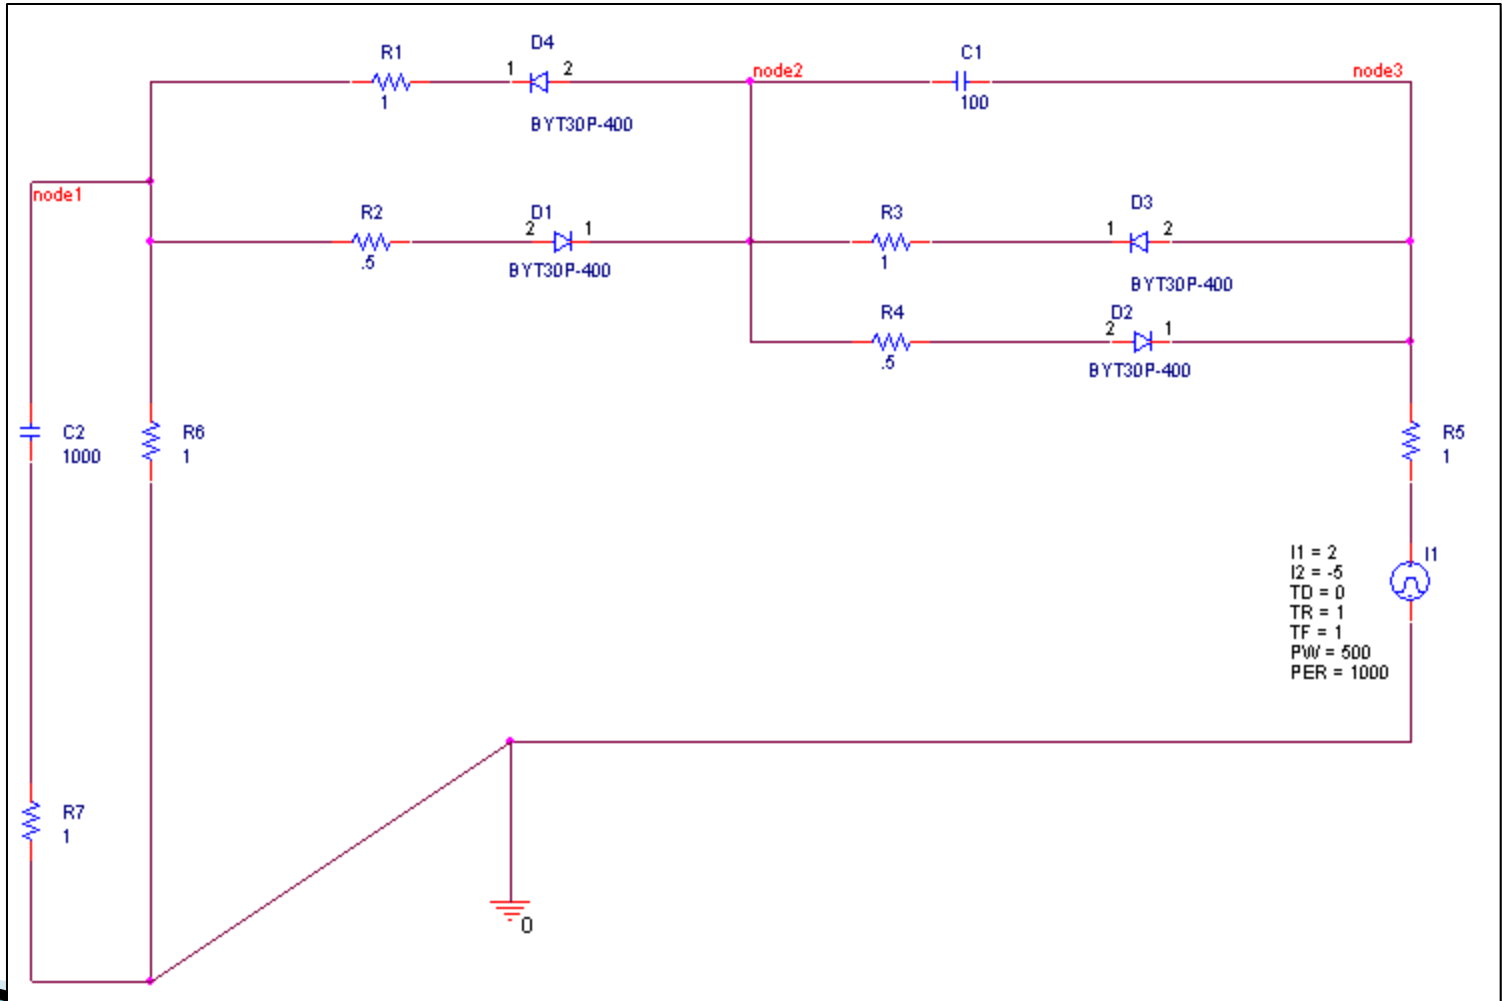 R1
1
D4
1 2
BYT30P-400
node2
C1
100
node3
node1
R2
.5
D1
2 1
BYT30P-400
R3
1
D3
1 2
BYT30P-400
R4
.5
D2
2 1
BYT30P-400
C2
1000
R6
1
R5
1
I1 = 2
I2 = -5
TD = 0
TR = 1
TF = 1
PW = 500
PER = 1000
I1
R7
1
0